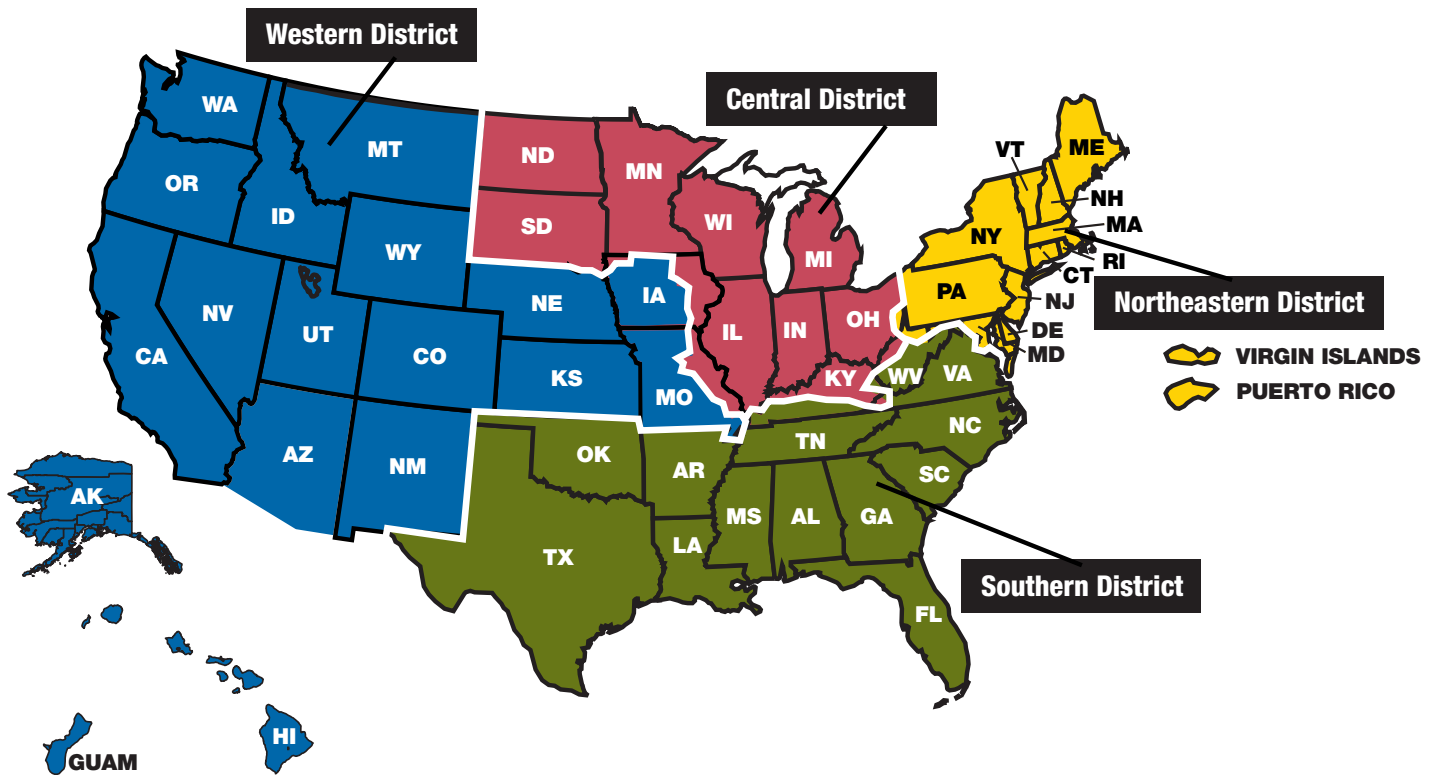 Western District
Central District
Northeastern District
Southern District
WA
OR
CA
NV
ID
MT
WY
UT
CO
AZ
NM
NE
KS
IA
MO
AK
HI
GUAM
ND
SD
MN
WI
MI
IL
IN
OH
KY
ME
VT
NH
MA
RI
CT
NY
PA
NJ
DE
MD
VIRGIN ISLANDS
PUERTO RICO
WV
VA
NC
SC
TN
GA
AL
MS
FL
AR
LA
OK
TX